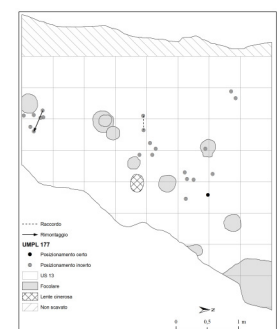 Raccordo
Rimontaggio
UMPL 177
Posizionamento certo
Posizionamento incerto
US 13
Focolare
Lente cinerosa
Non scavato
N
0 0,5 1 m